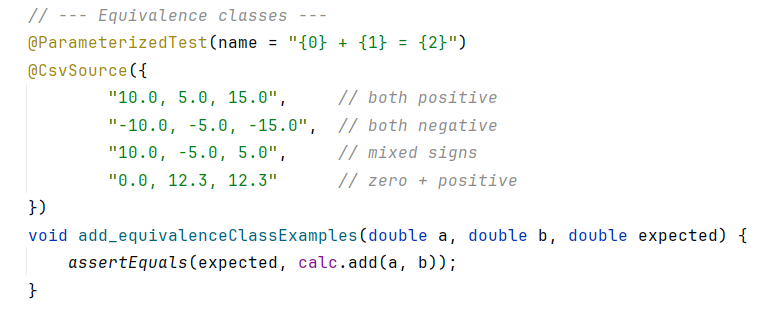 // --- Equivalence classes ---
@ParameterizedTest(name = "{0} + {1} = {2}")
@CsvSource({
        "10.0, 5.0, 15.0",     // both positive
        "-10.0, -5.0, -15.0",  // both negative
        "10.0, -5.0, 5.0",     // mixed signs
        "0.0, 12.3, 12.3"      // zero + positive
})
void add_equivalenceClassExamples(double a, double b, double expected) {
    assertEquals(expected, calc.add(a, b));
}